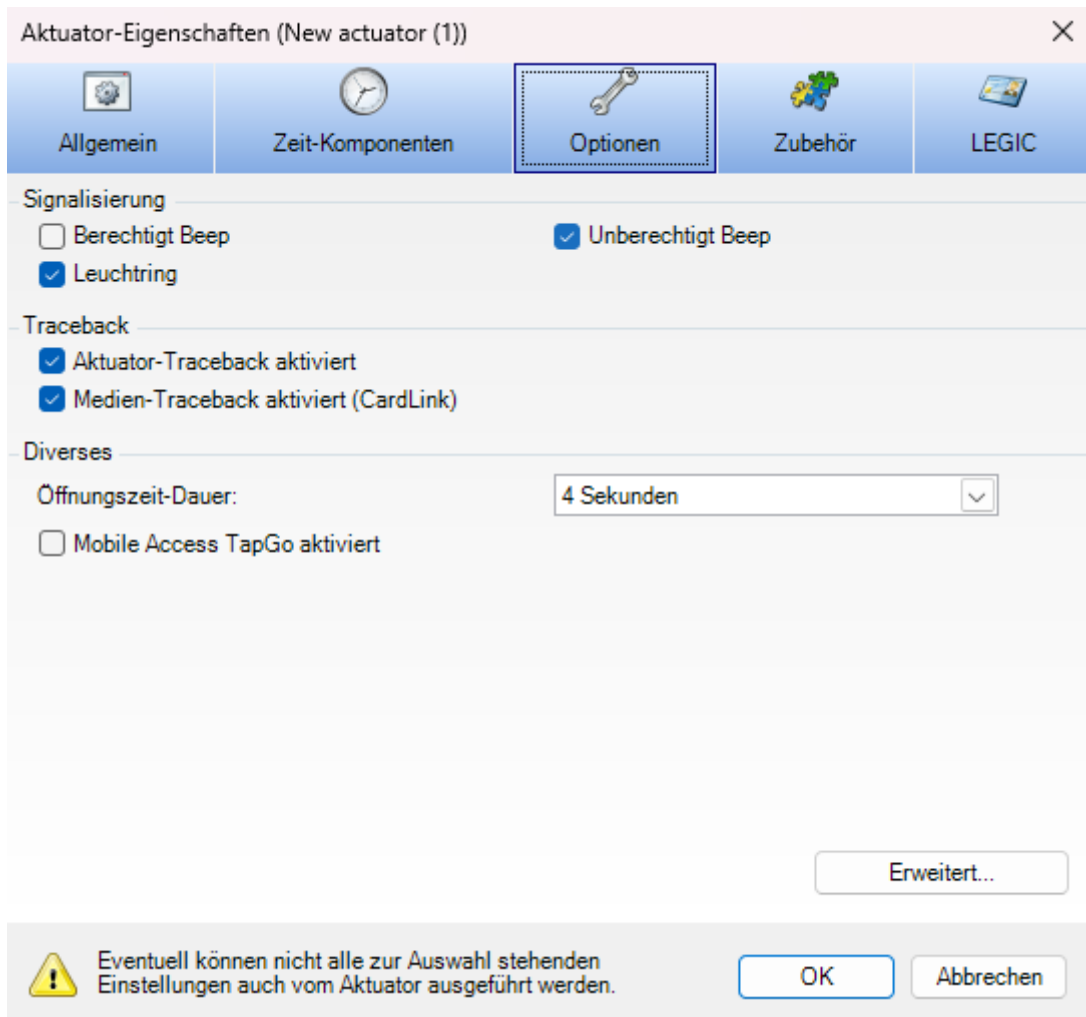 Aktuator-Eigenschaften (New actuator (1))
Allgemein
Zeit-Komponenten
Optionen
Zubehör
LEGIC
Signalisierung
Berechtigt Beep
Unberechtigt Beep
Leuchtring
Traceback
Aktuator-Traceback aktiviert
Medien-Traceback aktiviert (CardLink)
Diverses
Öffnungszeit-Dauer:
4 Sekunden
Mobile Access TapGo aktiviert
Erweitert...
Eventuell können nicht alle zur Auswahl stehenden
Einstellungen auch vom Aktuator ausgeführt werden.
OK
Abbrechen